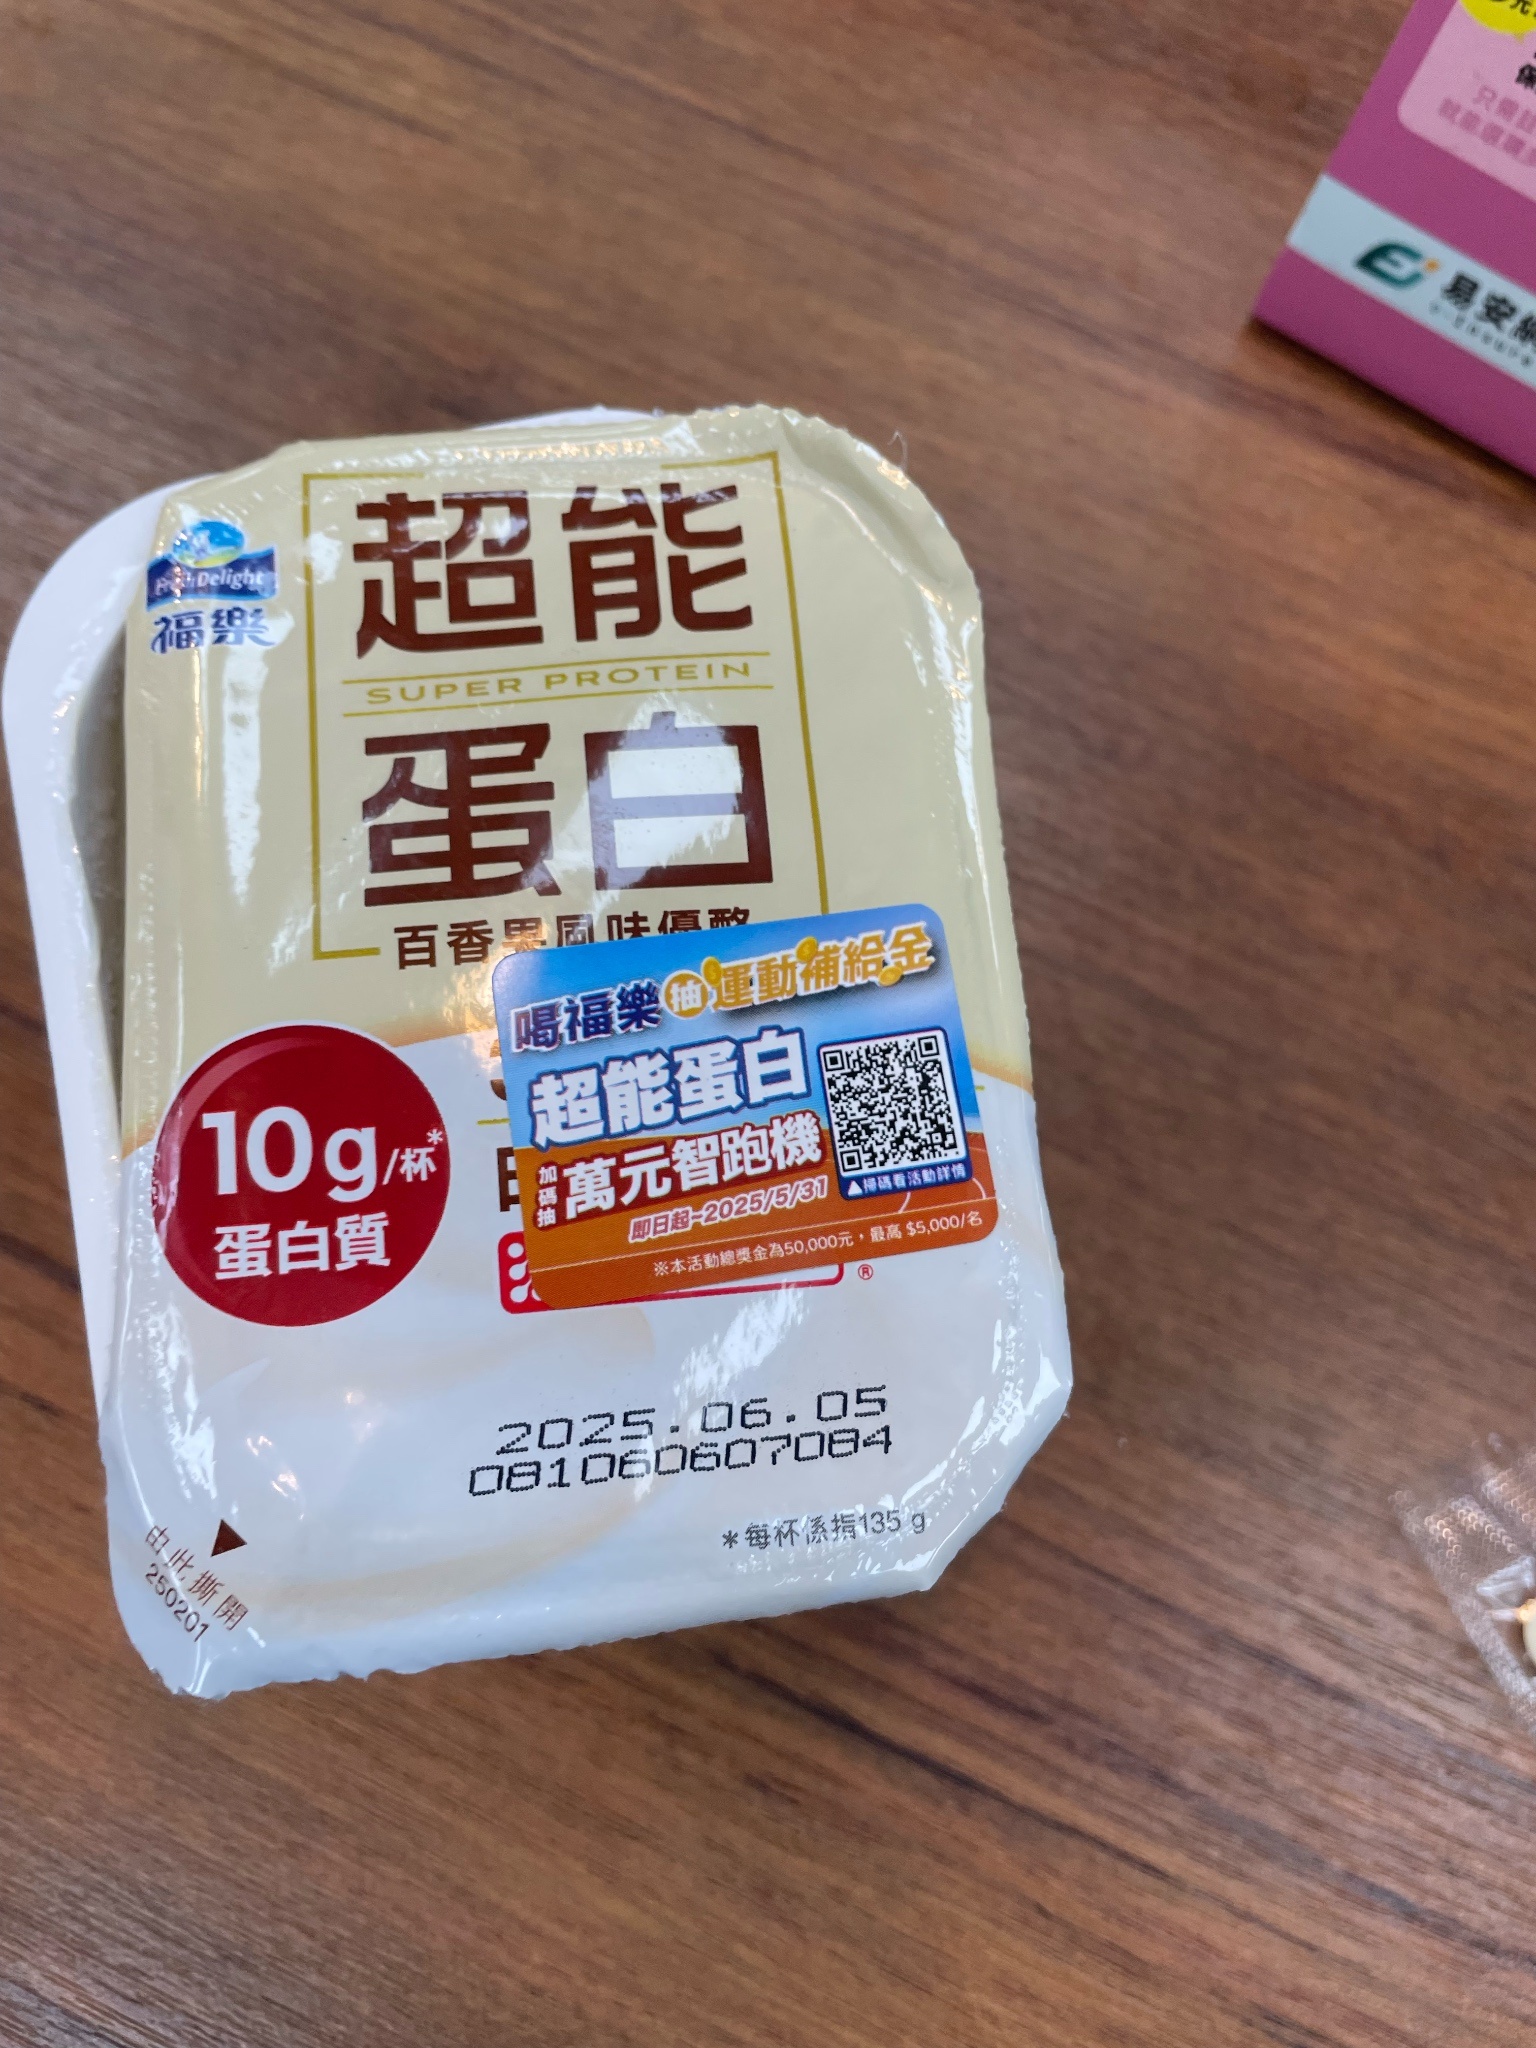 Fresh Delight
福樂
超能
SUPER PROTEIN
蛋白
百香果風味優酪
喝福樂 抽 運動補給金
超能蛋白
加碼抽 萬元智跑機
即日起-2025/5/31
▲掃碼看活動詳情
※本活動總獎金為50,000元，最高 $5,000/名
10g/杯*
蛋白質
®
2025.06.05
081060607084
*每杯係指135 g
由此撕開
250201
易安網